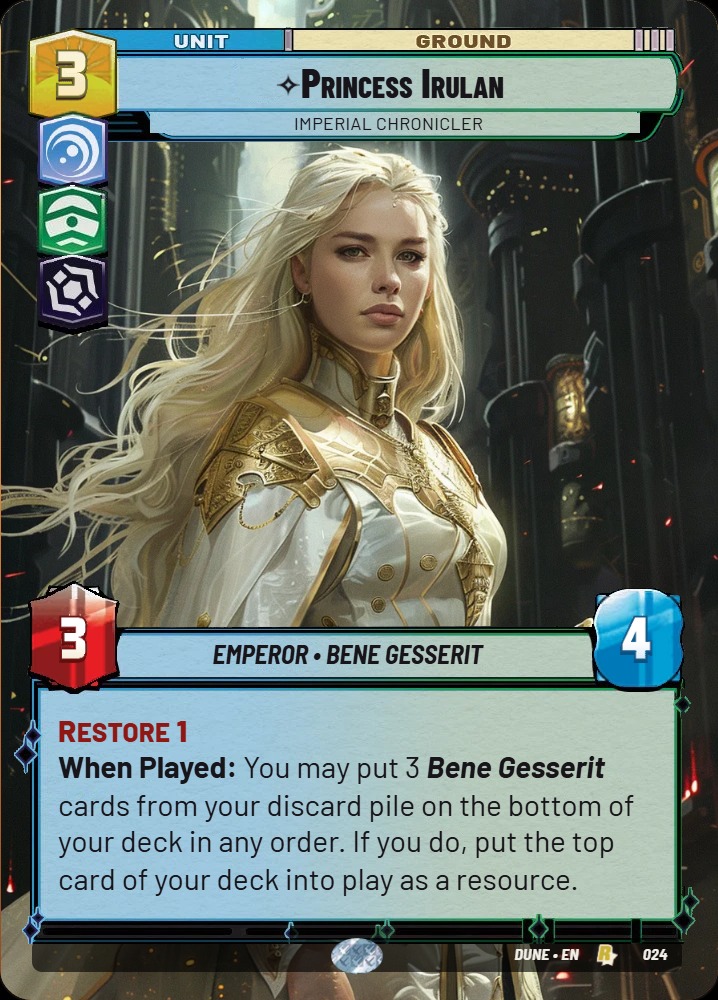 UNIT
GROUND
3
✧PRINCESS IRULAN
IMPERIAL CHRONICLER
3
EMPEROR • BENE GESSERIT
4
RESTORE 1
When Played: You may put 3 Bene Gesserit
cards from your discard pile on the bottom of
your deck in any order. If you do, put the top
card of your deck into play as a resource.
DUNE • EN R 024